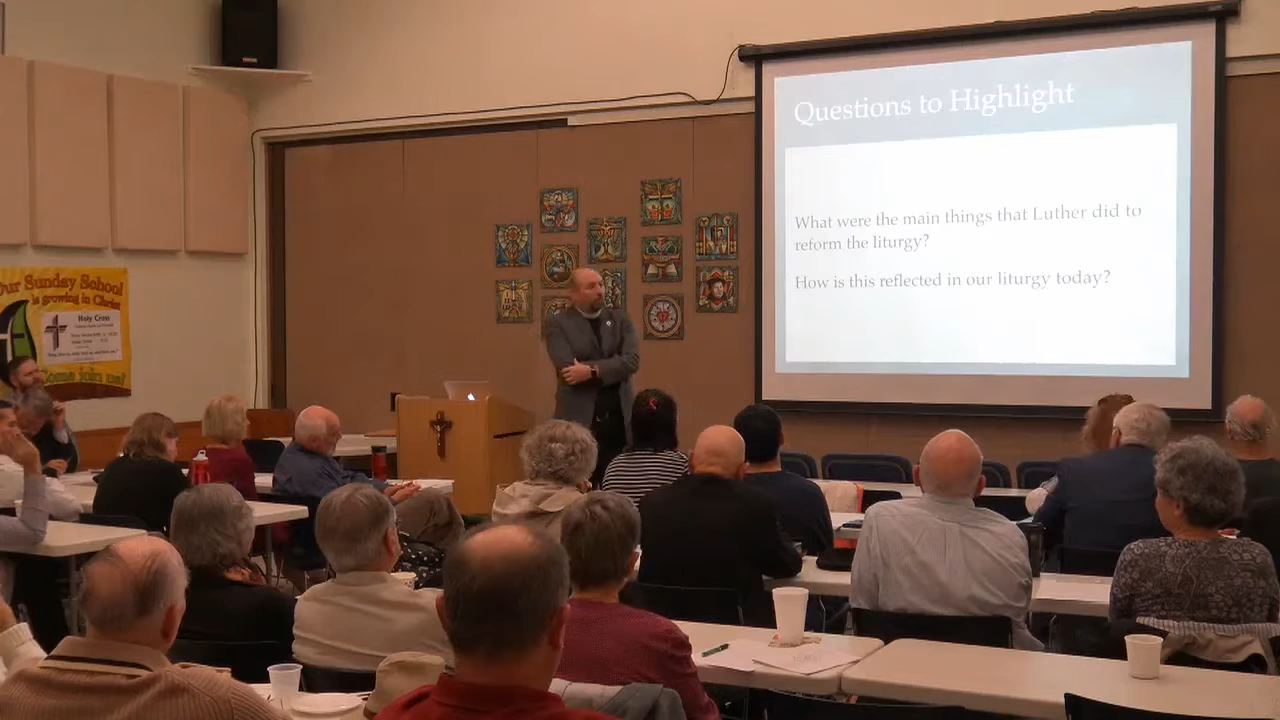 Questions to Highlight
What were the main things that Luther did to
reform the liturgy?
How is this reflected in our liturgy today?
Our Sunday School
is growing in Christ
Holy Cross
Come join us!